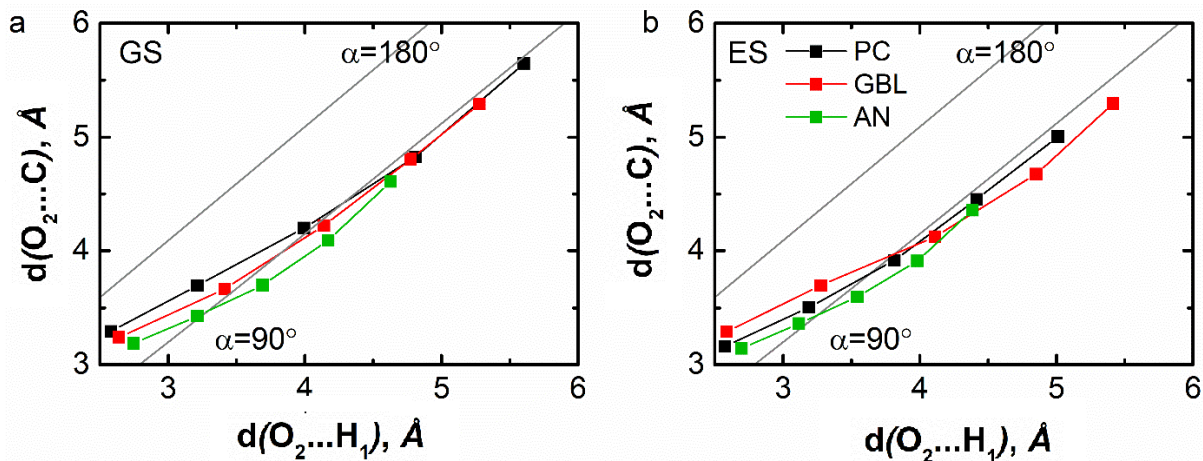 a
GS
α=180°
α=90°
6
5
4
3
3
4
5
6
d(O₂...C), Å
d(O₂...H₁), Å
b
ES
PC
GBL
AN
α=180°
α=90°
6
5
4
3
3
4
5
6
d(O₂...C), Å
d(O₂...H₁), Å